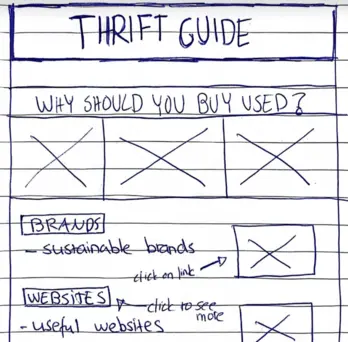 THRIFT GUIDE
WHY SHOULD YOU BUY USED?
BRANDS
- sustainable brands
click on link
WEBSITES
click to see
more
- useful websites